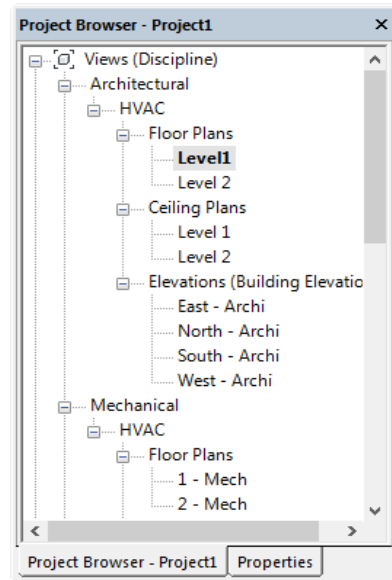 Project Browser - Project1
Views (Discipline)
Architectural
HVAC
Floor Plans
Level1
Level 2
Ceiling Plans
Level 1
Level 2
Elevations (Building Elevatio
East - Archi
North - Archi
South - Archi
West - Archi
Mechanical
HVAC
Floor Plans
1 - Mech
2 - Mech
Project Browser - Project1 Properties